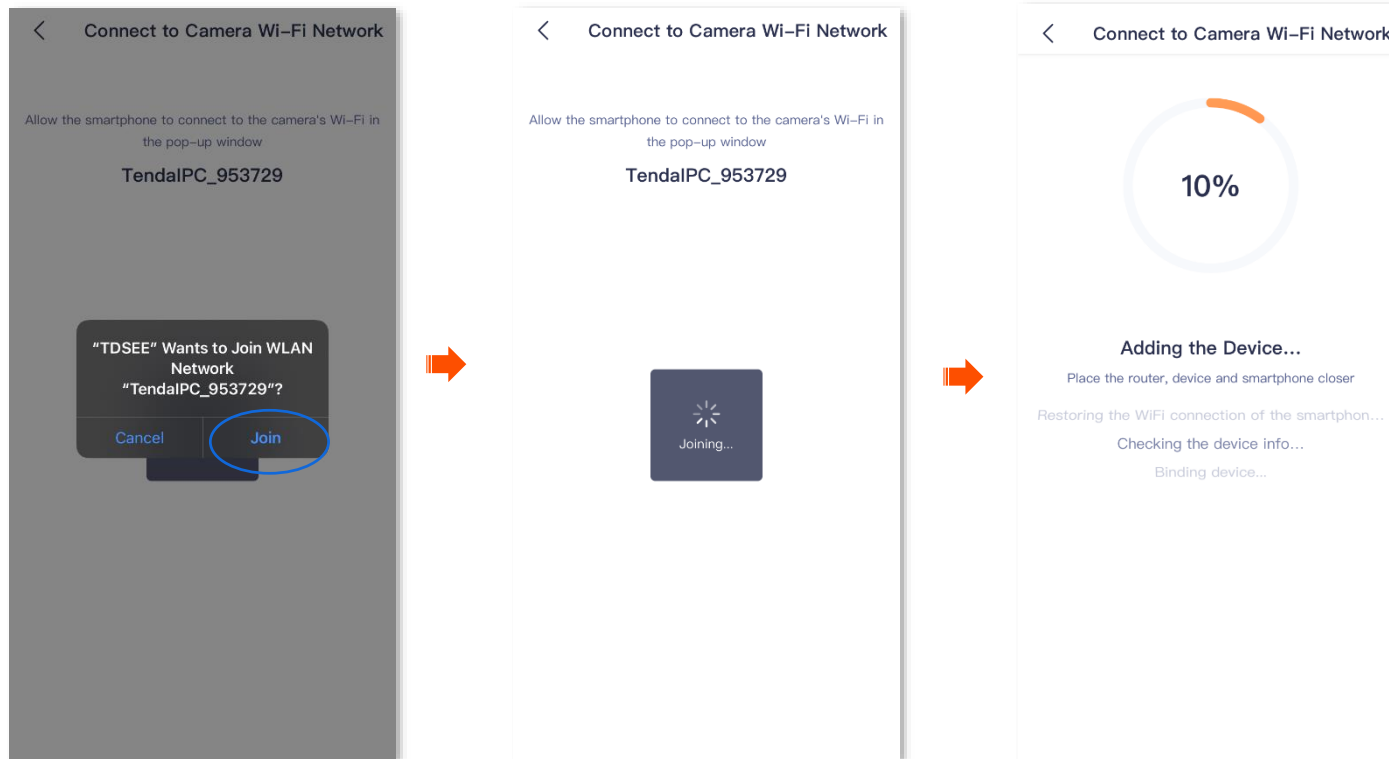 Connect to Camera Wi-Fi Network
Allow the smartphone to connect to the camera's Wi-Fi in
the pop-up window
TendaIPC_953729
"TDSEE" Wants to Join WLAN
Network
"TendaIPC_953729"?
Cancel
Join
Connect to Camera Wi-Fi Network
Allow the smartphone to connect to the camera's Wi-Fi in
the pop-up window
TendaIPC_953729
Joining...
Connect to Camera Wi-Fi Network
10%
Adding the Device...
Place the router, device and smartphone closer
Restoring the WiFi connection of the smartphon...
Checking the device info...
Binding device...